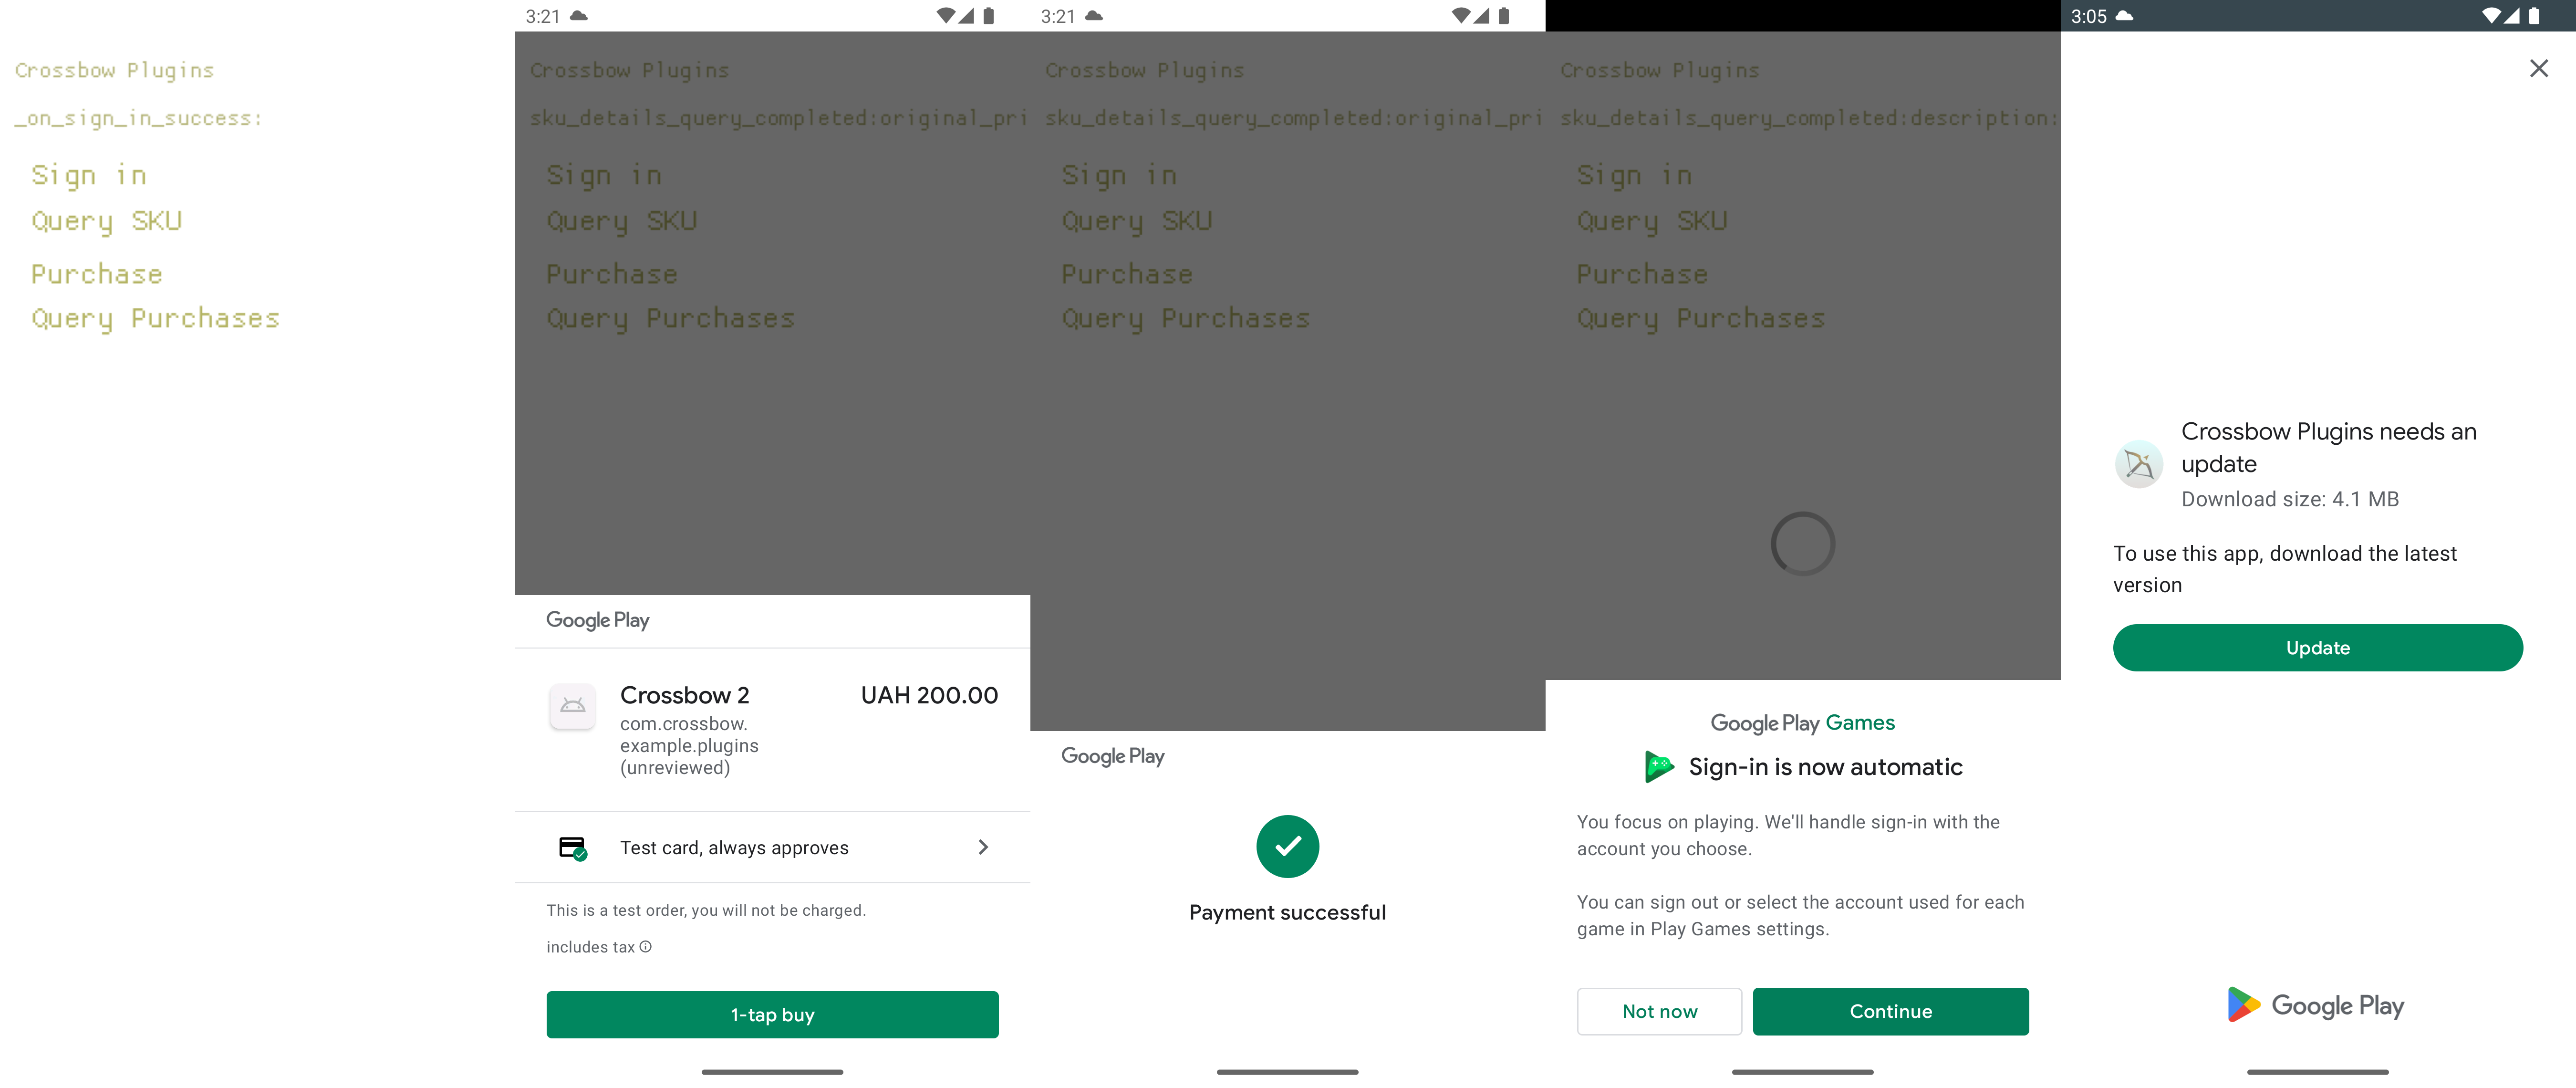 Crossbow Plugins
_on_sign_in_success:
Sign in
Query SKU
Purchase
Query Purchases
3:21
Crossbow Plugins
sku_details_query_completed:original_pri
Sign in
Query SKU
Purchase
Query Purchases
Google Play
Crossbow 2
UAH 200.00
com.crossbow.
example.plugins
(unreviewed)
Test card, always approves
This is a test order, you will not be charged.
includes tax
1-tap buy
3:21
Crossbow Plugins
sku_details_query_completed:original_pri
Sign in
Query SKU
Purchase
Query Purchases
Google Play
Payment successful
Crossbow Plugins
sku_details_query_completed:description:
Sign in
Query SKU
Purchase
Query Purchases
Google Play Games
Sign-in is now automatic
You focus on playing. We'll handle sign-in with the
account you choose.
You can sign out or select the account used for each
game in Play Games settings.
Not now
Continue
3:05
Crossbow Plugins needs an
update
Download size: 4.1 MB
To use this app, download the latest
version
Update
Google Play